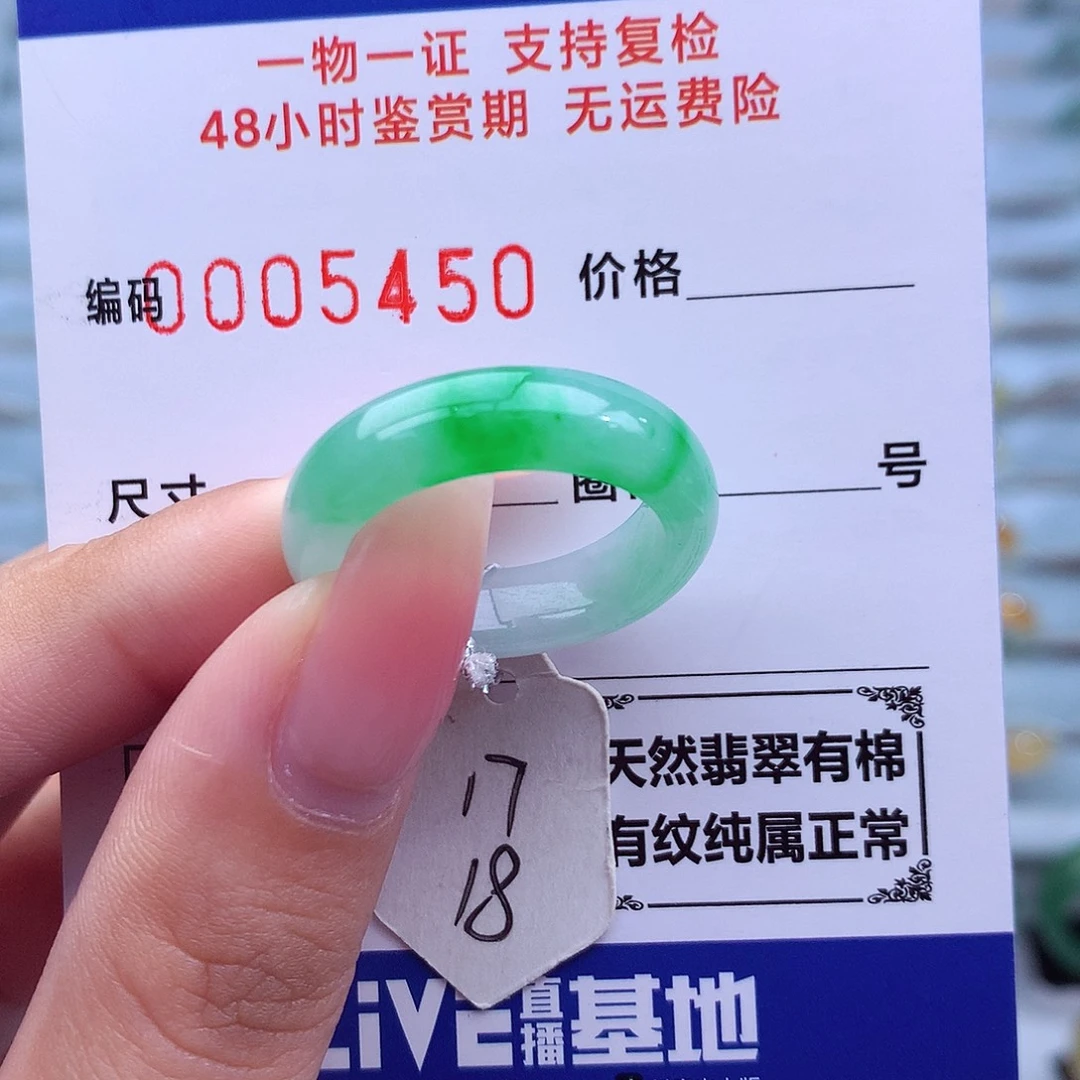 一物一证 支持复检
48小时鉴赏期 无运费险
编码0005450 价格
尺寸 圈 号
17
18
天然翡翠有棉
有纹纯属正常
LiVE直播基地